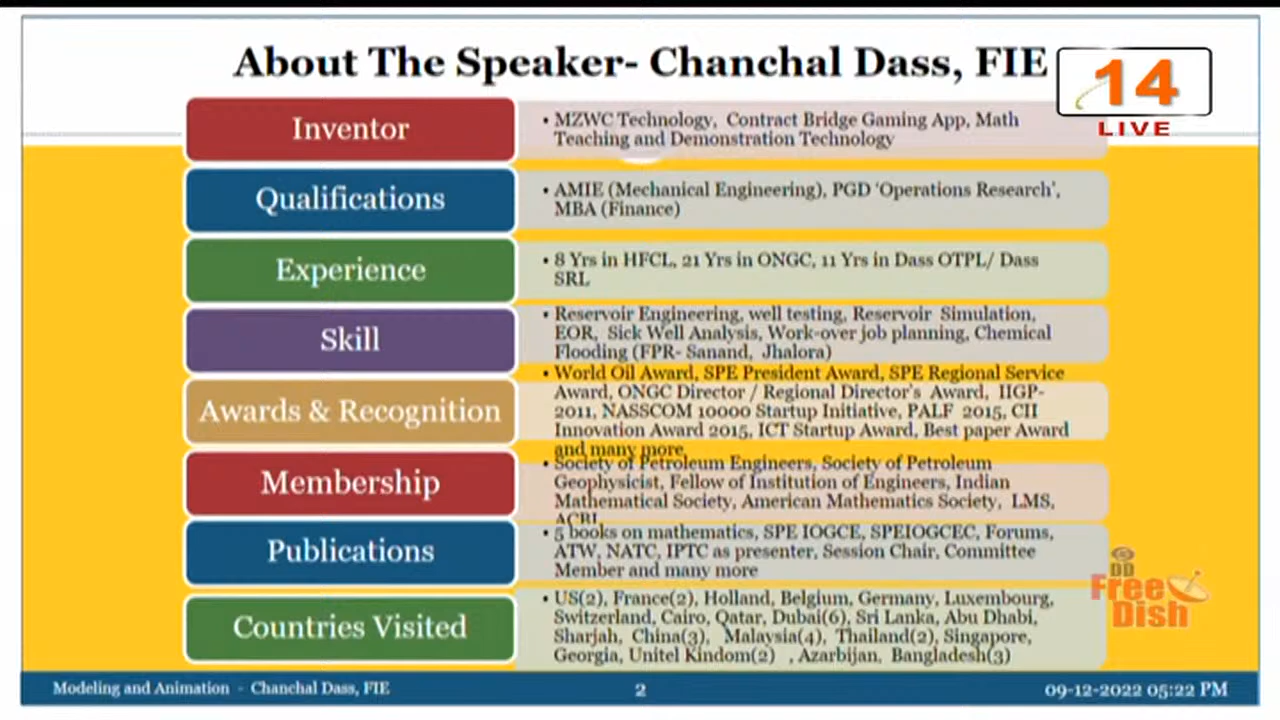 About The Speaker- Chanchal Dass, FIE
14
LIVE
Inventor
• MZWC Technology, Contract Bridge Gaming App, Math
Teaching and Demonstration Technology
Qualifications
• AMIE (Mechanical Engineering), PGD ‘Operations Research’,
MBA (Finance)
Experience
• 8 Yrs in HFCL, 21 Yrs in ONGC, 11 Yrs in Dass OTPL/ Dass
SRL
Skill
• Reservoir Engineering, well testing, Reservoir Simulation,
EOR, Sick Well Analysis, Work-over job planning, Chemical
Flooding (FPR- Sanand, Jhalora)
Awards & Recognition
• World Oil Award, SPE President Award, SPE Regional Service
Award, ONGC Director / Regional Director's Award, IIGP-
2011, NASSCOM 10000 Startup Initiative, PALF 2015, CII
Innovation Award 2015, ICT Startup Award, Best paper Award
and many more
Membership
• Society of Petroleum Engineers, Society of Petroleum
Geophysicist, Fellow of Institution of Engineers, Indian
Mathematical Society, American Mathematics Society, LMS,
ACBL
Publications
• 5 books on mathematics, SPE IOGCE, SPEIOGCEC, Forums,
ATW, NATC, IPTC as presenter, Session Chair, Committee
Member and many more
Countries Visited
• US(2), France(2), Holland, Belgium, Germany, Luxembourg,
Switzerland, Cairo, Qatar, Dubai(6), Sri Lanka, Abu Dhabi,
Sharjah, China(3), Malaysia(4), Thailand(2), Singapore,
Georgia, Unitel Kindom(2) , Azarbijan, Bangladesh(3)
DD
Free
Dish
Modeling and Animation - Chanchal Dass, FIE
2
09-12-2022 05:22 PM